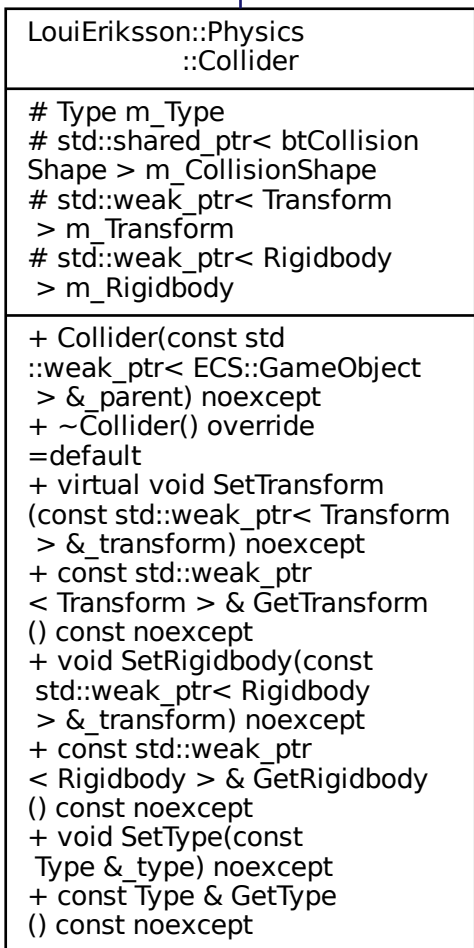 LouiEriksson::Physics
::Collider
# Type m_Type
# std::shared_ptr< btCollision
Shape > m_CollisionShape
# std::weak_ptr< Transform
> m_Transform
# std::weak_ptr< Rigidbody
> m_Rigidbody
+ Collider(const std
::weak_ptr< ECS::GameObject
> &_parent) noexcept
+ ~Collider() override
=default
+ virtual void SetTransform
(const std::weak_ptr< Transform
> &_transform) noexcept
+ const std::weak_ptr
< Transform > & GetTransform
() const noexcept
+ void SetRigidbody(const
std::weak_ptr< Rigidbody
> &_transform) noexcept
+ const std::weak_ptr
< Rigidbody > & GetRigidbody
() const noexcept
+ void SetType(const
Type &_type) noexcept
+ const Type & GetType
() const noexcept